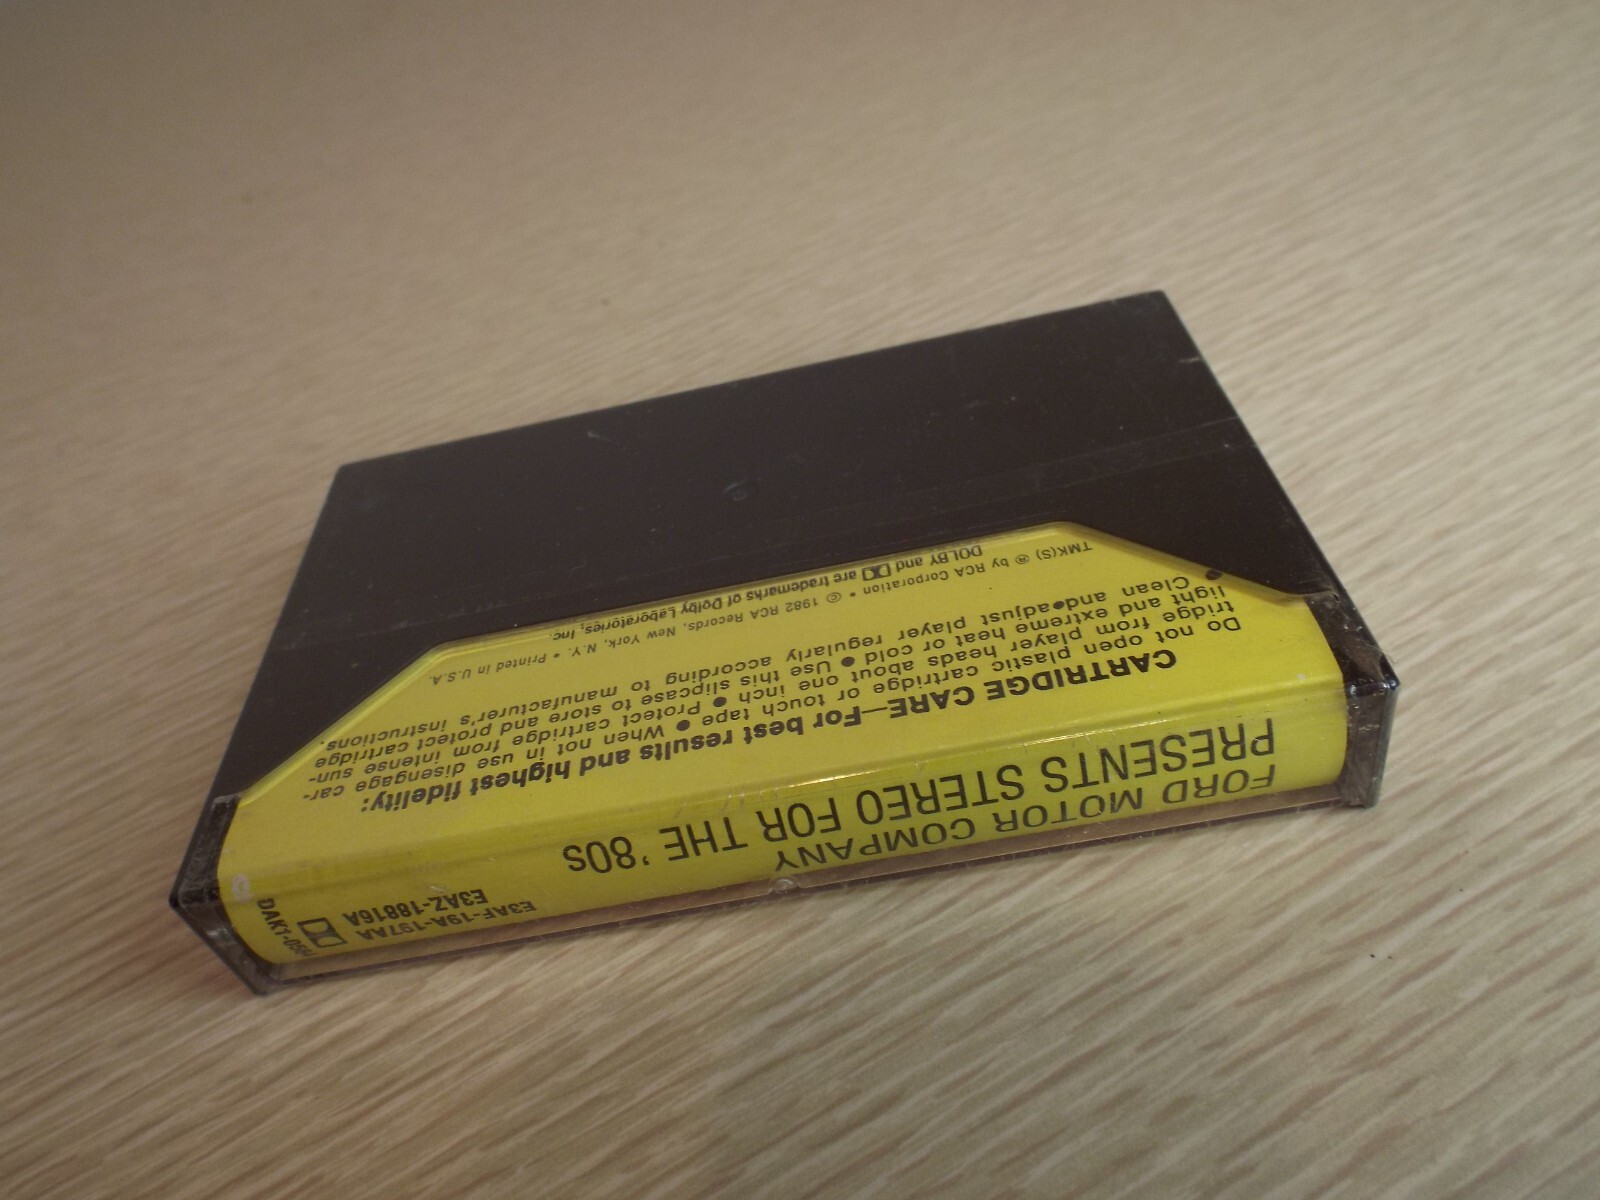 FORD MOTOR COMPANY
PRESENTS STEREO FOR THE '80s
E3AF-19A-197AA
E3AZ-18816A
CARTRIDGE CARE—For best results and highest fidelity:
Do not open plastic cartridge or touch tape ● When not in use disengage car-
tridge from player heads about one inch ● Protect cartridge from intense sun-
light and extreme heat or cold ● Use this slipcase to store and protect cartridge
● Clean and adjust player regularly according to manufacturer's instructions.
TMK(S) ® by RCA Corporation • © 1982 RCA Records, New York, N.Y. • Printed in U.S.A.
DOLBY and are trademarks of Dolby Laboratories, Inc.